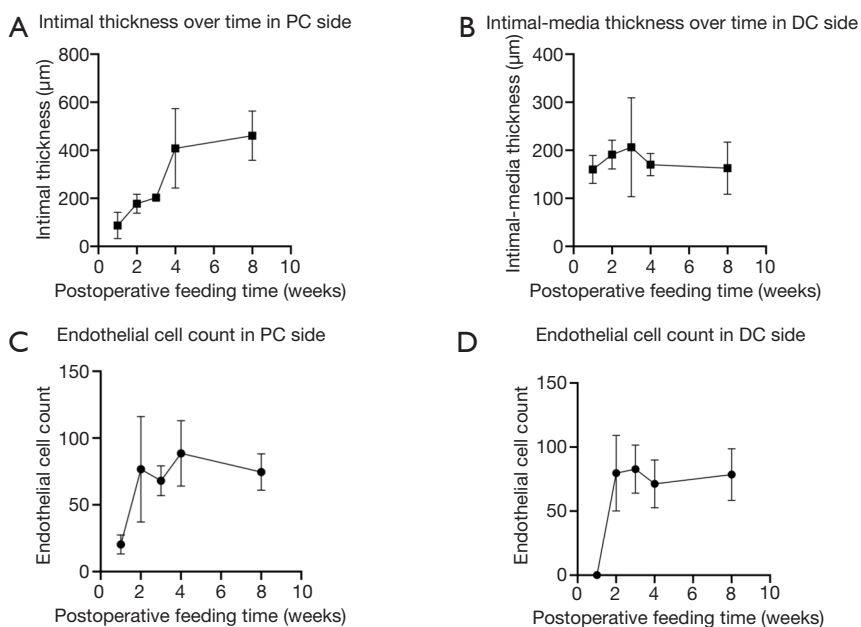 A Intimal thickness over time in PC side
800
600
400
200
0
Intimal thickness (µm)
0 2 4 6 8 10
Postoperative feeding time (weeks)
B Intimal-media thickness over time in DC side
400
300
200
100
0
Intimal-media thickness (µm)
0 2 4 6 8 10
Postoperative feeding time (weeks)
C Endothelial cell count in PC side
150
100
50
0
Endothelial cell count
0 2 4 6 8 10
Postoperative feeding time (weeks)
D Endothelial cell count in DC side
150
100
50
0
Endothelial cell count
0 2 4 6 8 10
Postoperative feeding time (weeks)